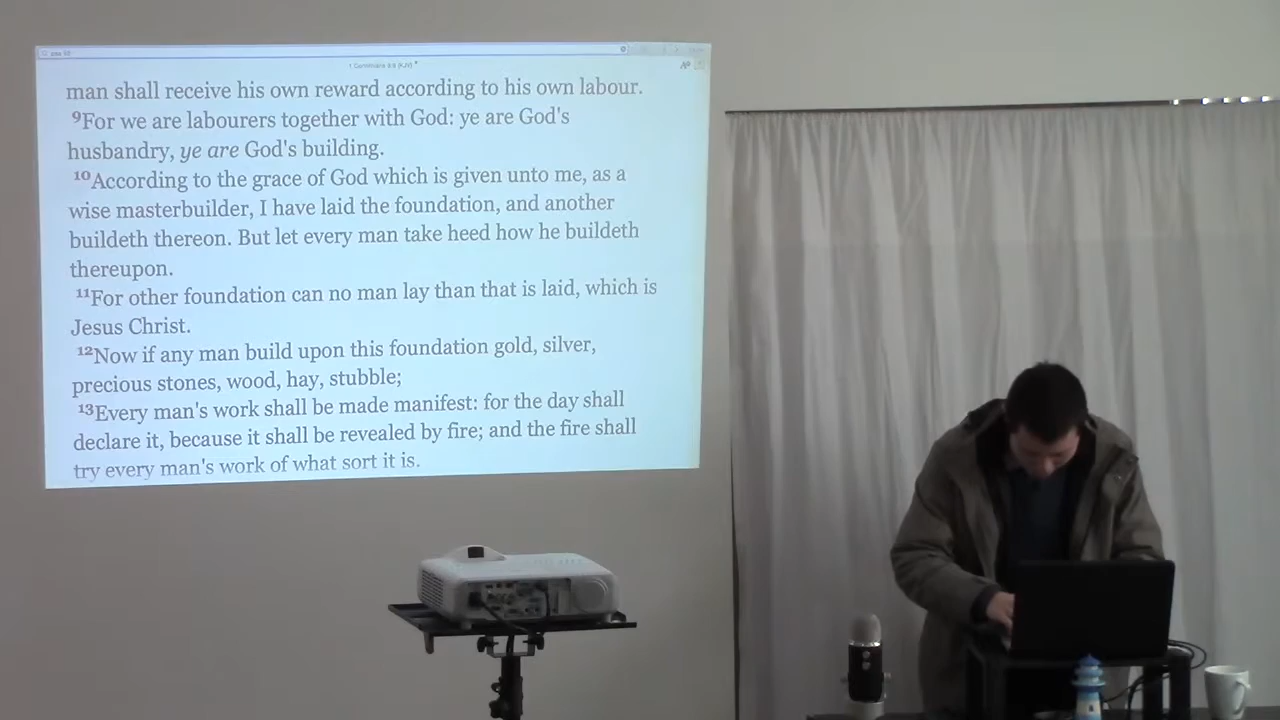 1 Corinthians 3:9 (KJV)
man shall receive his own reward according to his own labour.
9For we are labourers together with God: ye are God's
husbandry, ye are God's building.
10According to the grace of God which is given unto me, as a
wise masterbuilder, I have laid the foundation, and another
buildeth thereon. But let every man take heed how he buildeth
thereupon.
11For other foundation can no man lay than that is laid, which is
Jesus Christ.
12Now if any man build upon this foundation gold, silver,
precious stones, wood, hay, stubble;
13Every man's work shall be made manifest: for the day shall
declare it, because it shall be revealed by fire; and the fire shall
try every man's work of what sort it is.